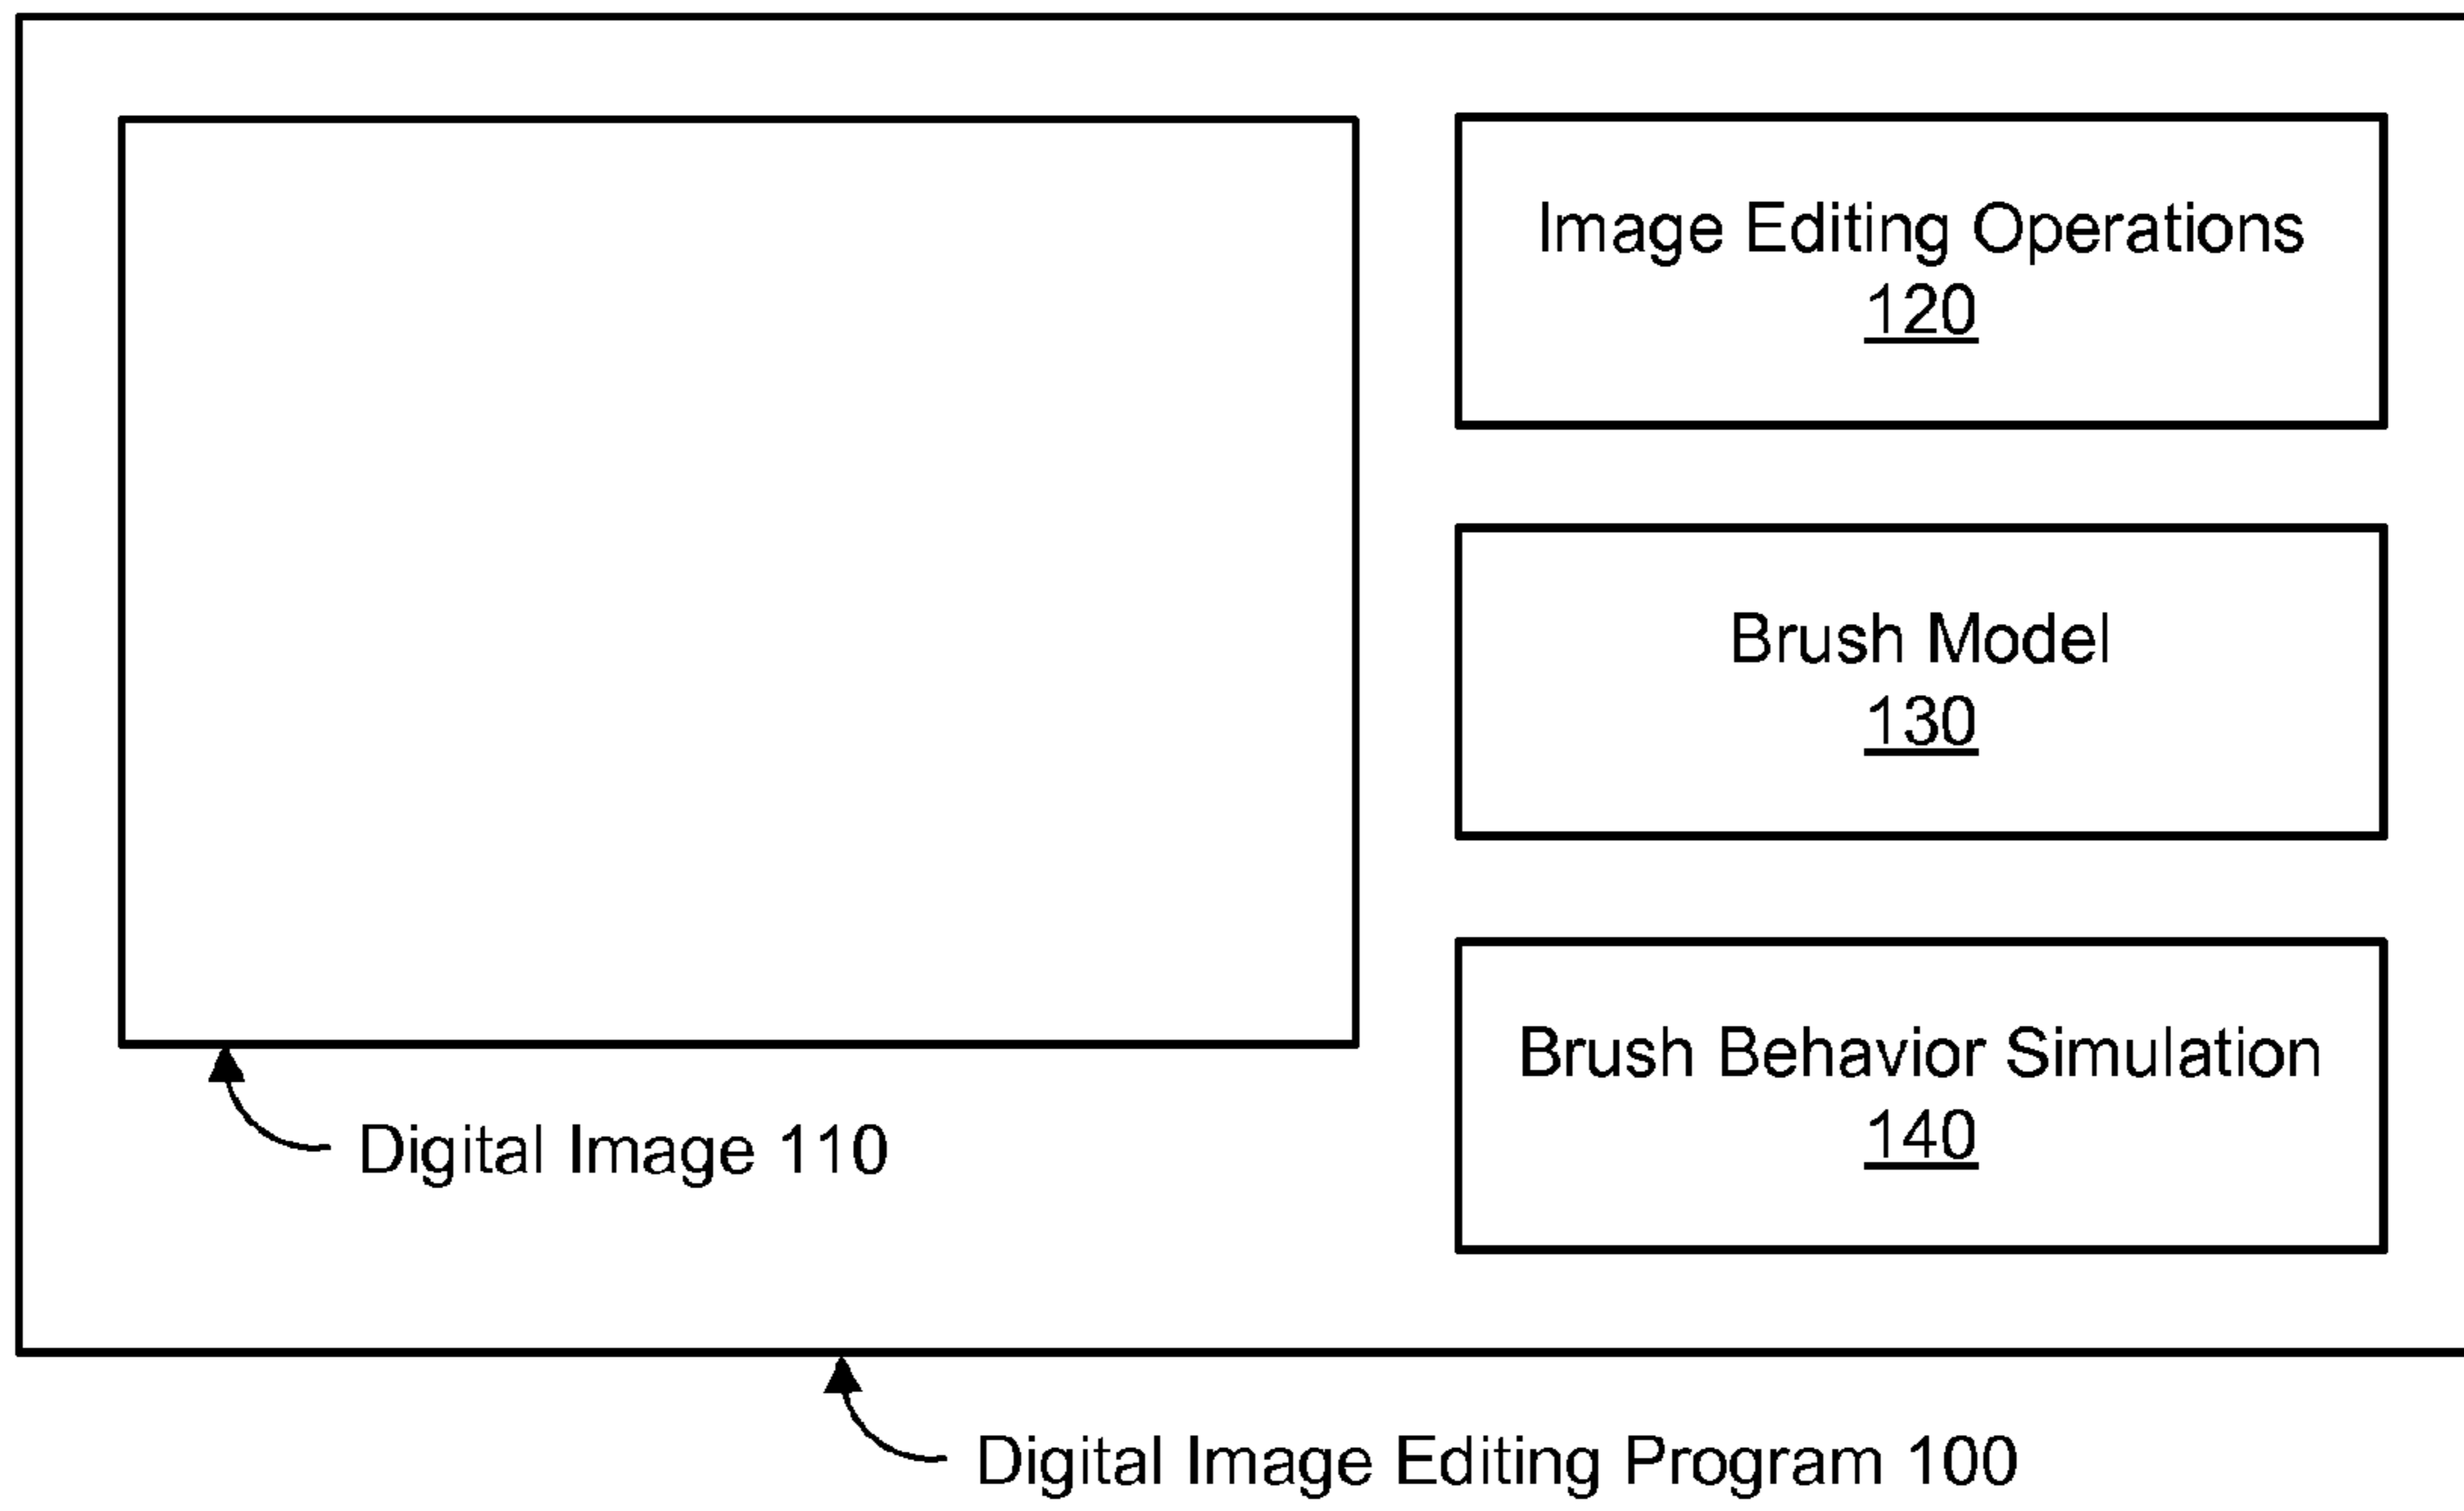 Image Editing Operations
120
Brush Model
130
Brush Behavior Simulation
140
Digital Image 110
Digital Image Editing Program 100